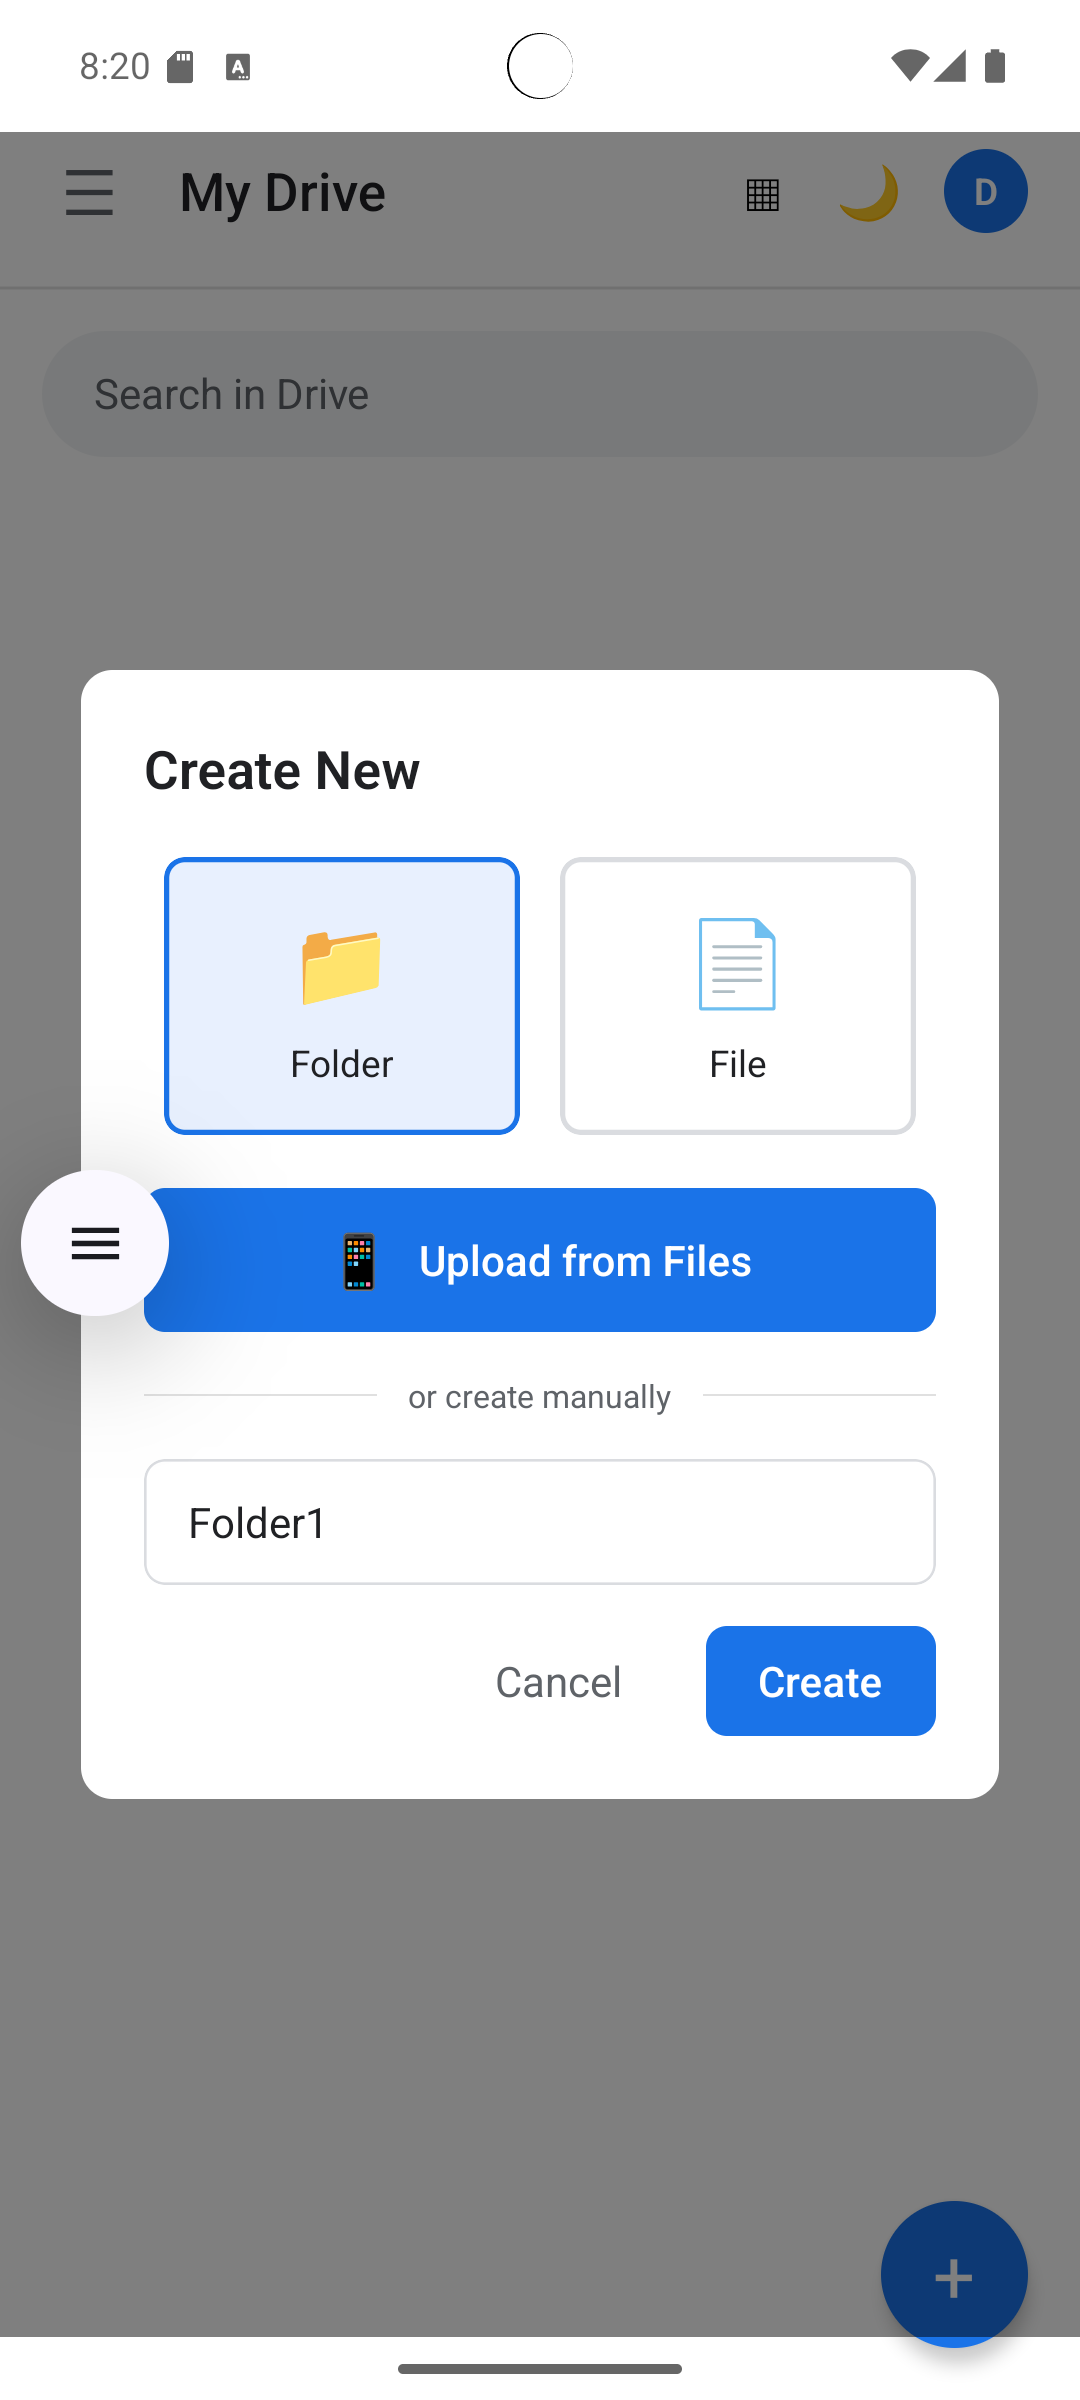 8:20
My Drive
D
Search in Drive
Create New
Folder
File
Upload from Files
or create manually
Folder1
Cancel
Create
+